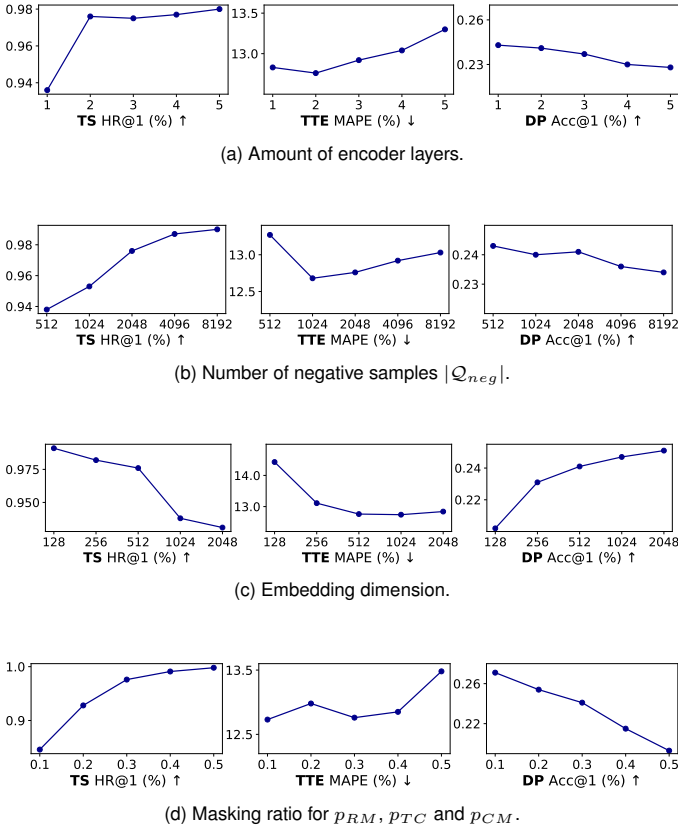 0.98
0.96
0.94
1 2 3 4 5
TS HR@1 (%) ↑
13.5
13.0
1 2 3 4 5
TTE MAPE (%) ↓
0.26
0.23
1 2 3 4 5
DP Acc@1 (%) ↑
(a) Amount of encoder layers.
0.98
0.96
0.94
512 1024 2048 4096 8192
TS HR@1 (%) ↑
13.0
12.5
512 1024 2048 4096 8192
TTE MAPE (%) ↓
0.24
0.23
512 1024 2048 4096 8192
DP Acc@1 (%) ↑
(b) Number of negative samples |𝒬neg|.
0.975
0.950
128 256 512 1024 2048
TS HR@1 (%) ↑
14.0
13.0
128 256 512 1024 2048
TTE MAPE (%) ↓
0.24
0.22
128 256 512 1024 2048
DP Acc@1 (%) ↑
(c) Embedding dimension.
1.0
0.9
0.1 0.2 0.3 0.4 0.5
TS HR@1 (%) ↑
13.5
12.5
0.1 0.2 0.3 0.4 0.5
TTE MAPE (%) ↓
0.26
0.22
0.1 0.2 0.3 0.4 0.5
DP Acc@1 (%) ↑
(d) Masking ratio for pRM, pTC and pCM.